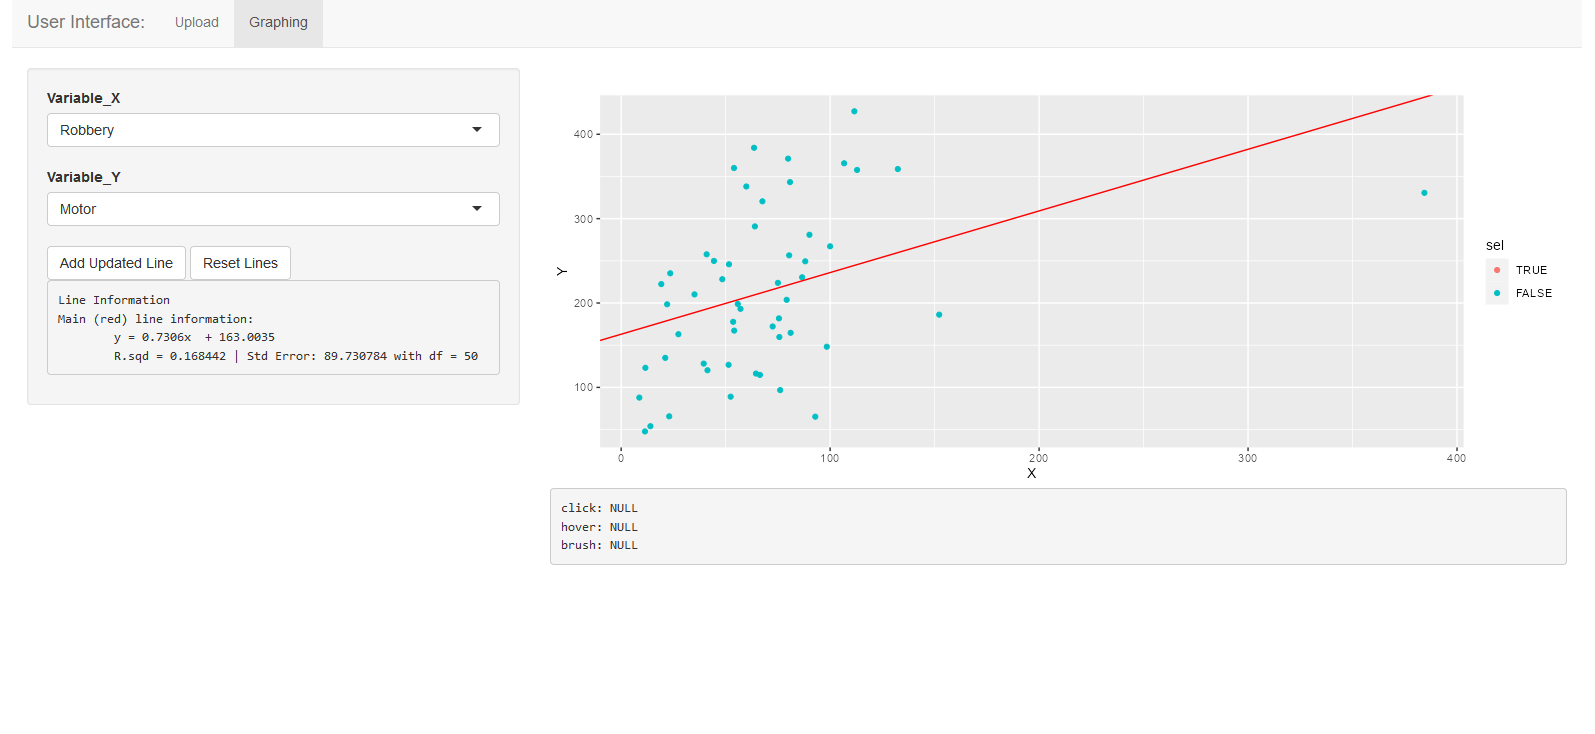 User Interface: Upload Graphing
Variable_X
Robbery
Variable_Y
Motor
Add Updated Line Reset Lines
Line Information
Main (red) line information:
y = 0.7306x + 163.0035
R.sqd = 0.168442 | Std Error: 89.730784 with df = 50
400
300
200
100
Y
0 100 200 300 400
X
sel
TRUE
FALSE
click: NULL
hover: NULL
brush: NULL